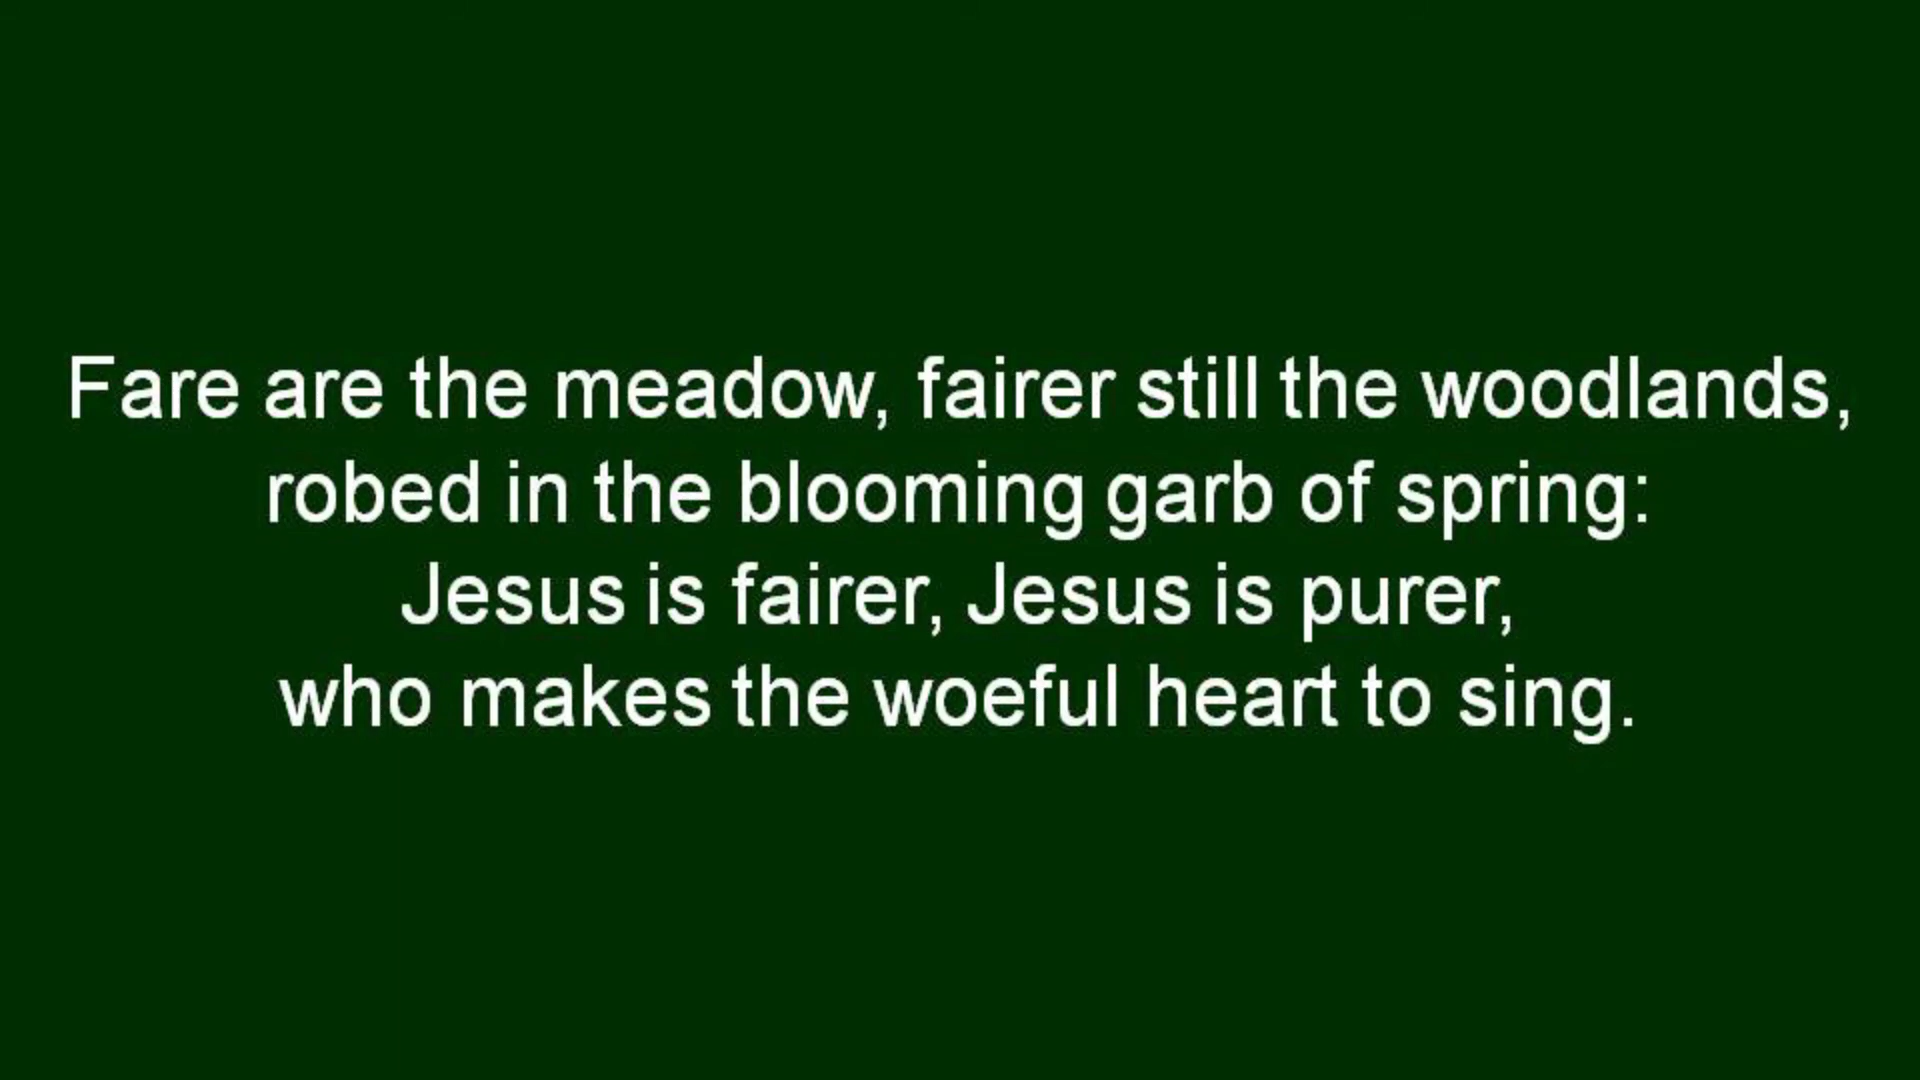 Fare are the meadow, fairer still the woodlands,
robed in the blooming garb of spring:
Jesus is fairer, Jesus is purer,
who makes the woeful heart to sing.